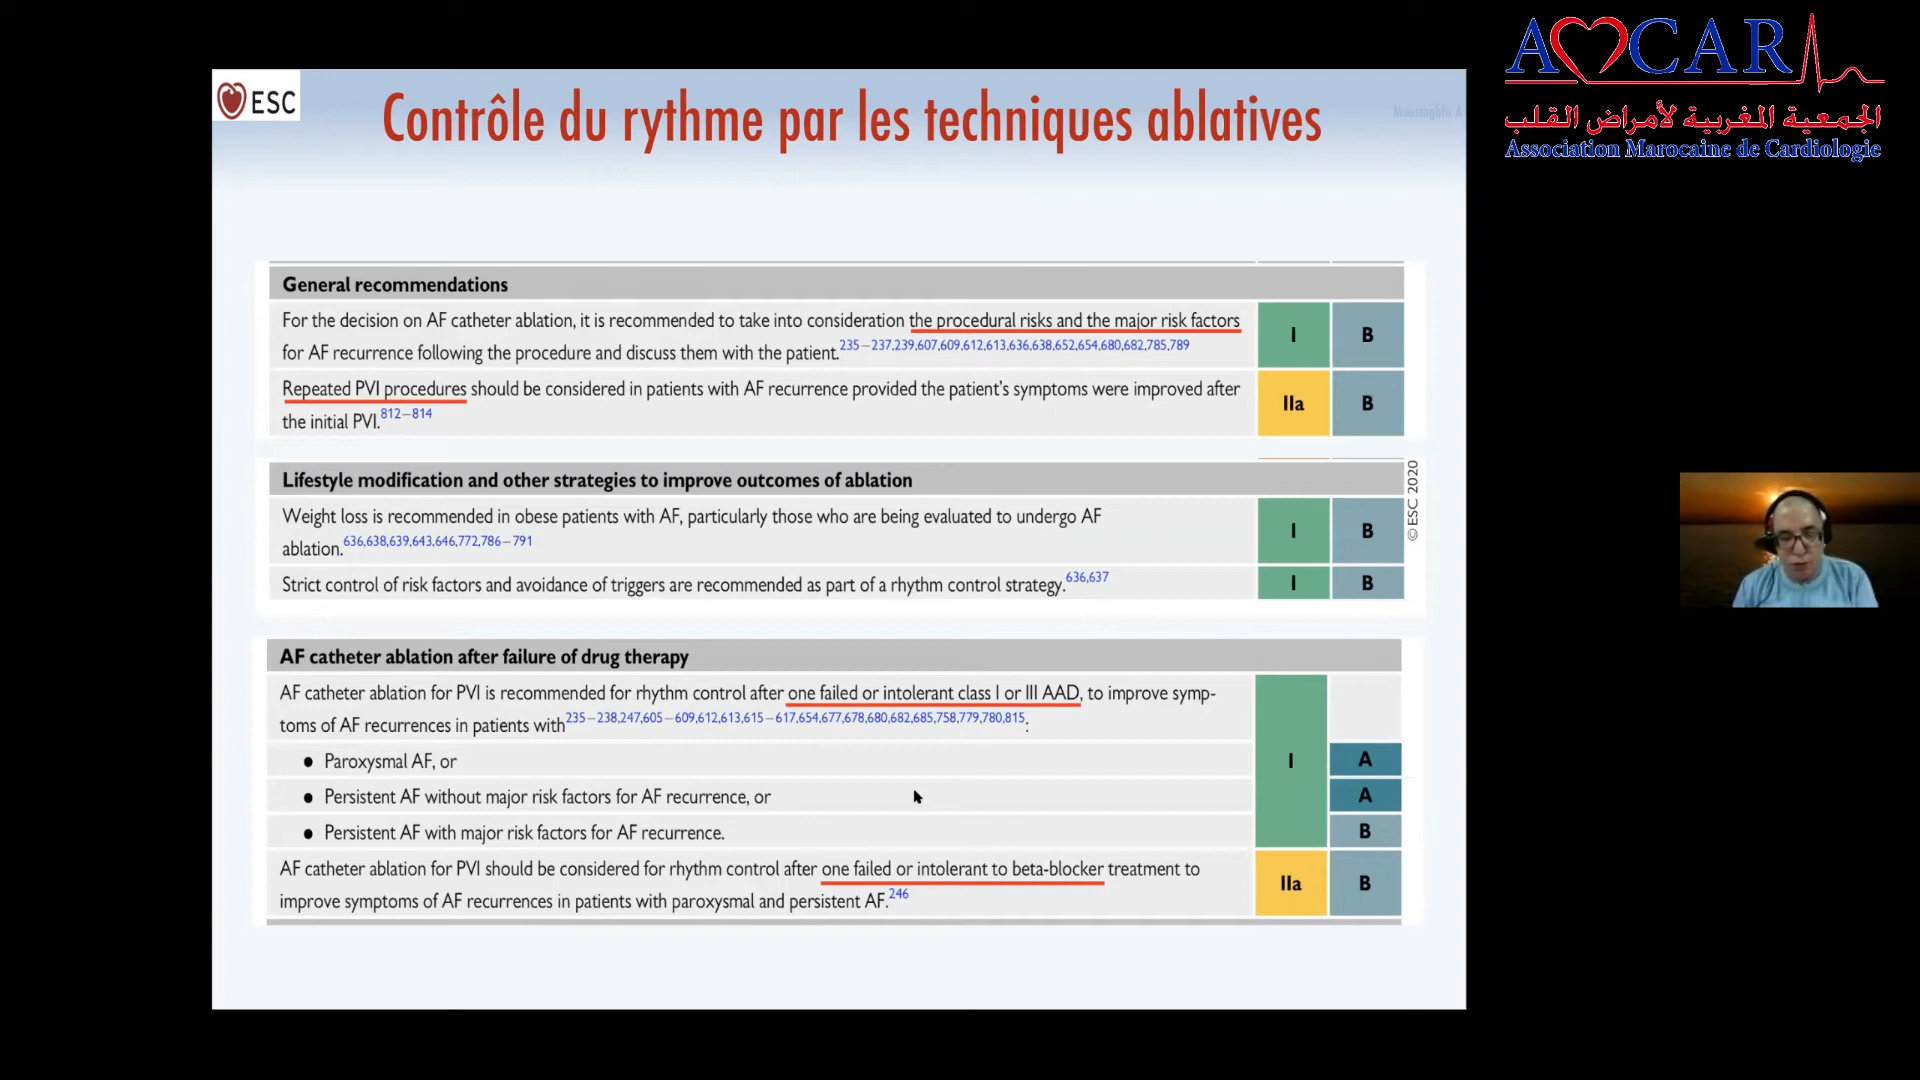 ESC
Contrôle du rythme par les techniques ablatives
Moustaghfir A
AMCAR
الجمعية المغربية لأمراض القلب
Association Marocaine de Cardiologie
General recommendations
For the decision on AF catheter ablation, it is recommended to take into consideration the procedural risks and the major risk factors
for AF recurrence following the procedure and discuss them with the patient.235–237,239,607,609,612,613,636,638,652,654,680,682,785,789
I B
Repeated PVI procedures should be considered in patients with AF recurrence provided the patient's symptoms were improved after
the initial PVI.812–814
IIa B
Lifestyle modification and other strategies to improve outcomes of ablation
Weight loss is recommended in obese patients with AF, particularly those who are being evaluated to undergo AF
ablation.636,638,639,643,646,772,786–791
I B
Strict control of risk factors and avoidance of triggers are recommended as part of a rhythm control strategy.636,637
I B
©ESC 2020
AF catheter ablation after failure of drug therapy
AF catheter ablation for PVI is recommended for rhythm control after one failed or intolerant class I or III AAD, to improve symp-
toms of AF recurrences in patients with235–238,247,605–609,612,613,615–617,654,677,678,680,682,685,758,779,780,815:
● Paroxysmal AF, or
I A
● Persistent AF without major risk factors for AF recurrence, or
A
● Persistent AF with major risk factors for AF recurrence.
B
AF catheter ablation for PVI should be considered for rhythm control after one failed or intolerant to beta-blocker treatment to
improve symptoms of AF recurrences in patients with paroxysmal and persistent AF.246
IIa B